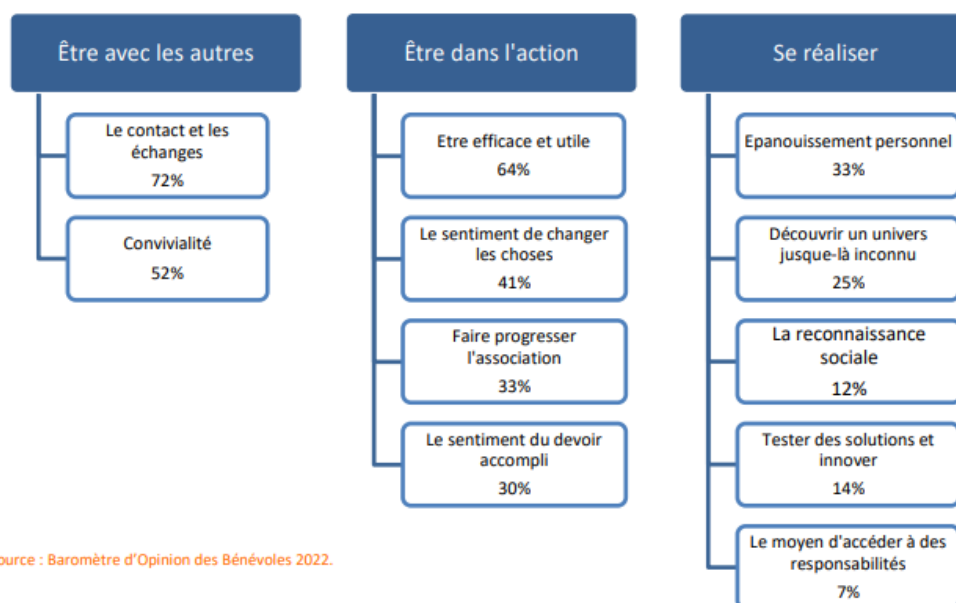 Être avec les autres
Le contact et les
échanges
72%
Convivialité
52%
Être dans l'action
Etre efficace et utile
64%
Le sentiment de changer
les choses
41%
Faire progresser
l'association
33%
Le sentiment du devoir
accompli
30%
Se réaliser
Epanouissement personnel
33%
Découvrir un univers
jusque-là inconnu
25%
La reconnaissance
sociale
12%
Tester des solutions et
innover
14%
Le moyen d'accéder à des
responsabilités
7%
ource : Baromètre d'Opinion des Bénévoles 2022.